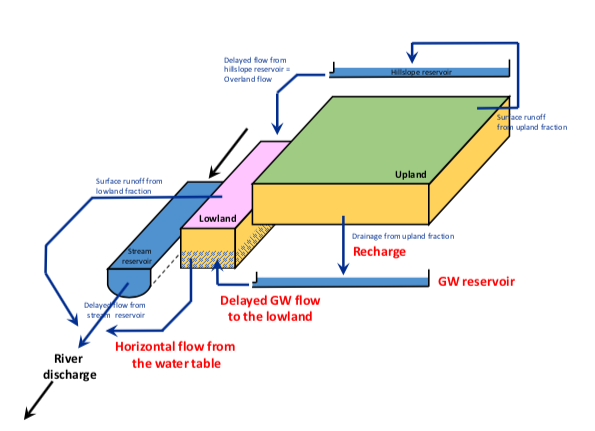 Delayed flow from
hillslope reservoir =
Overland flow
Hillslope reservoir
Surface runoff
from upland fraction
Upland
Surface runoff from
lowland fraction
Lowland
Drainage from upland fraction
Recharge
Stream
reservoir
GW reservoir
Delayed GW flow
to the lowland
Delayed flow from
stream reservoir
Horizontal flow from
the water table
River
discharge